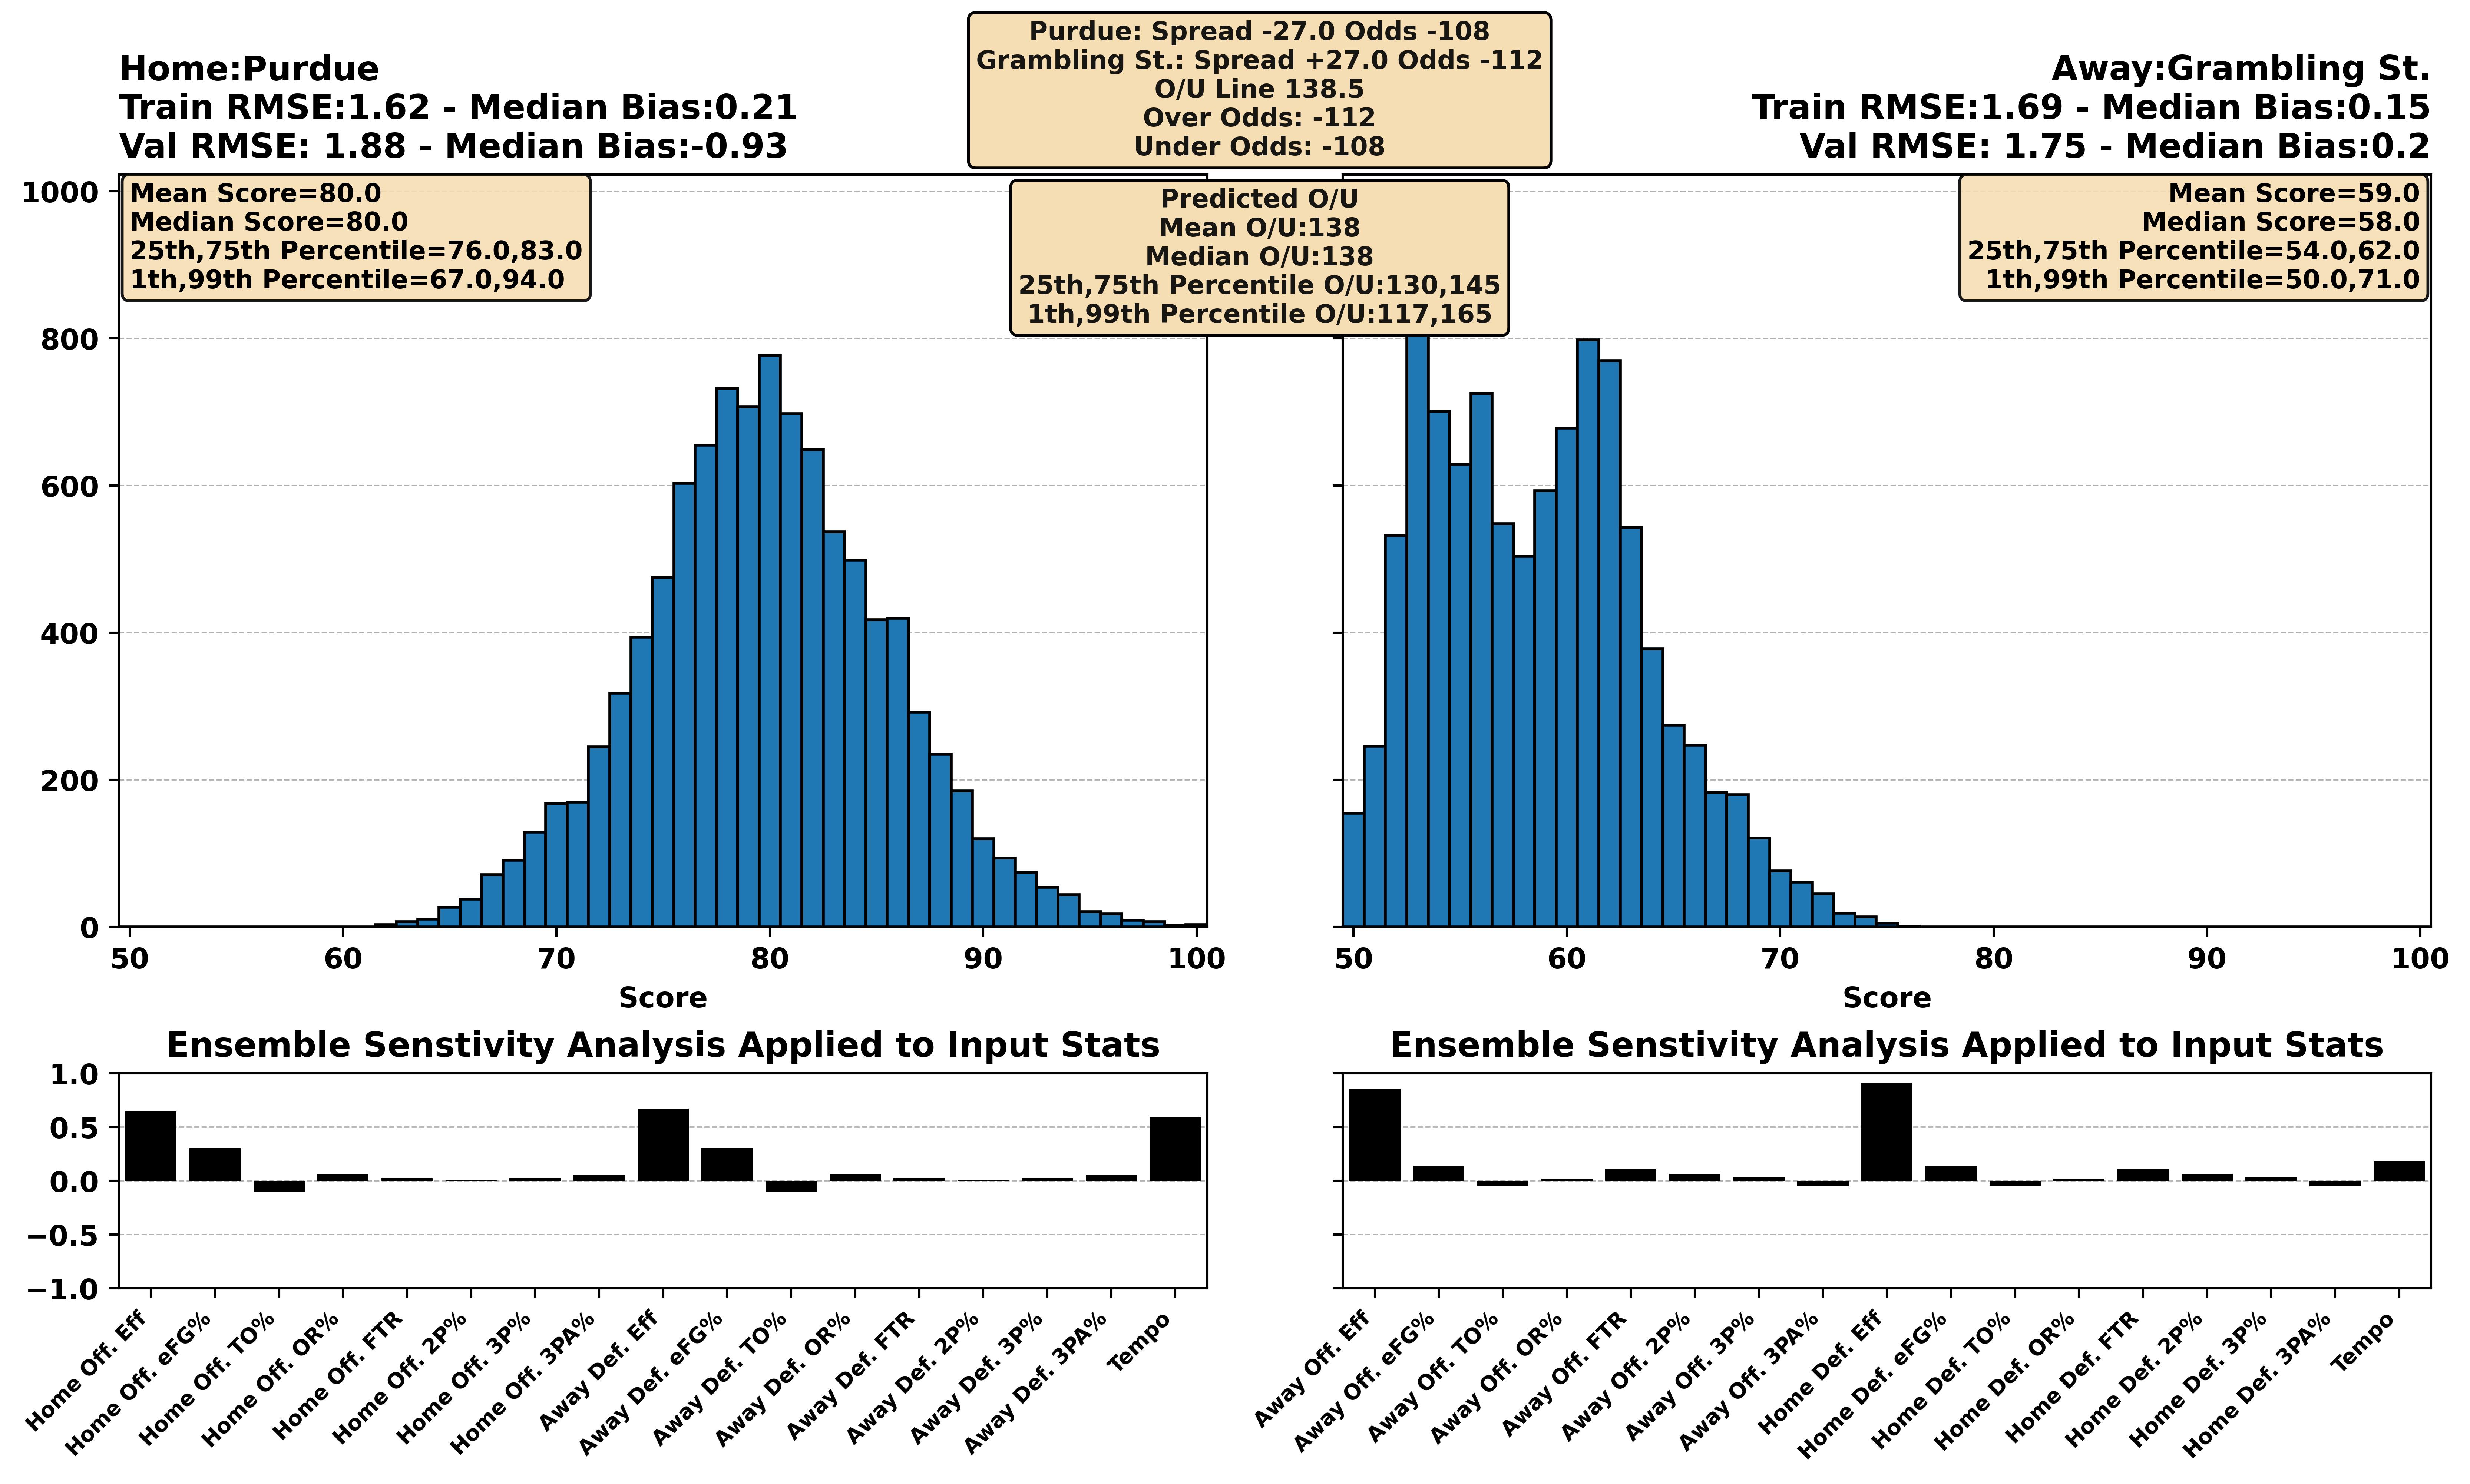 Purdue: Spread -27.0 Odds -108
Grambling St.: Spread +27.0 Odds -112
O/U Line 138.5
Over Odds: -112
Under Odds: -108
Home:Purdue
Train RMSE:1.62 - Median Bias:0.21
Val RMSE: 1.88 - Median Bias:-0.93
Away:Grambling St.
Train RMSE:1.69 - Median Bias:0.15
Val RMSE: 1.75 - Median Bias:0.2
Mean Score=80.0
Median Score=80.0
25th,75th Percentile=76.0,83.0
1th,99th Percentile=67.0,94.0
Predicted O/U
Mean O/U:138
Median O/U:138
25th,75th Percentile O/U:130,145
1th,99th Percentile O/U:117,165
Mean Score=59.0
Median Score=58.0
25th,75th Percentile=54.0,62.0
1th,99th Percentile=50.0,71.0
1000
800
600
400
200
0
50 60 70 80 90 100
Score
50 60 70 80 90 100
Score
Ensemble Senstivity Analysis Applied to Input Stats
1.0
0.5
0.0
−0.5
−1.0
Home Off. Eff
Home Off. eFG%
Home Off. TO%
Home Off. OR%
Home Off. FTR
Home Off. 2P%
Home Off. 3P%
Home Off. 3PA%
Away Def. Eff
Away Def. eFG%
Away Def. TO%
Away Def. OR%
Away Def. FTR
Away Def. 2P%
Away Def. 3P%
Away Def. 3PA%
Tempo
Ensemble Senstivity Analysis Applied to Input Stats
Away Off. Eff
Away Off. eFG%
Away Off. TO%
Away Off. OR%
Away Off. FTR
Away Off. 2P%
Away Off. 3P%
Away Off. 3PA%
Home Def. Eff
Home Def. eFG%
Home Def. TO%
Home Def. OR%
Home Def. FTR
Home Def. 2P%
Home Def. 3P%
Home Def. 3PA%
Tempo